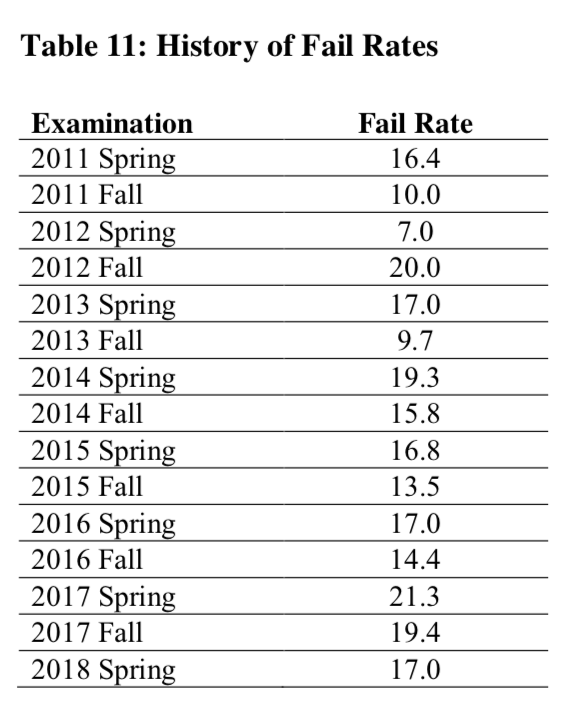 Table 11: History of Fail Rates
Examination Fail Rate
2011 Spring 16.4
2011 Fall 10.0
2012 Spring 7.0
2012 Fall 20.0
2013 Spring 17.0
2013 Fall 9.7
2014 Spring 19.3
2014 Fall 15.8
2015 Spring 16.8
2015 Fall 13.5
2016 Spring 17.0
2016 Fall 14.4
2017 Spring 21.3
2017 Fall 19.4
2018 Spring 17.0